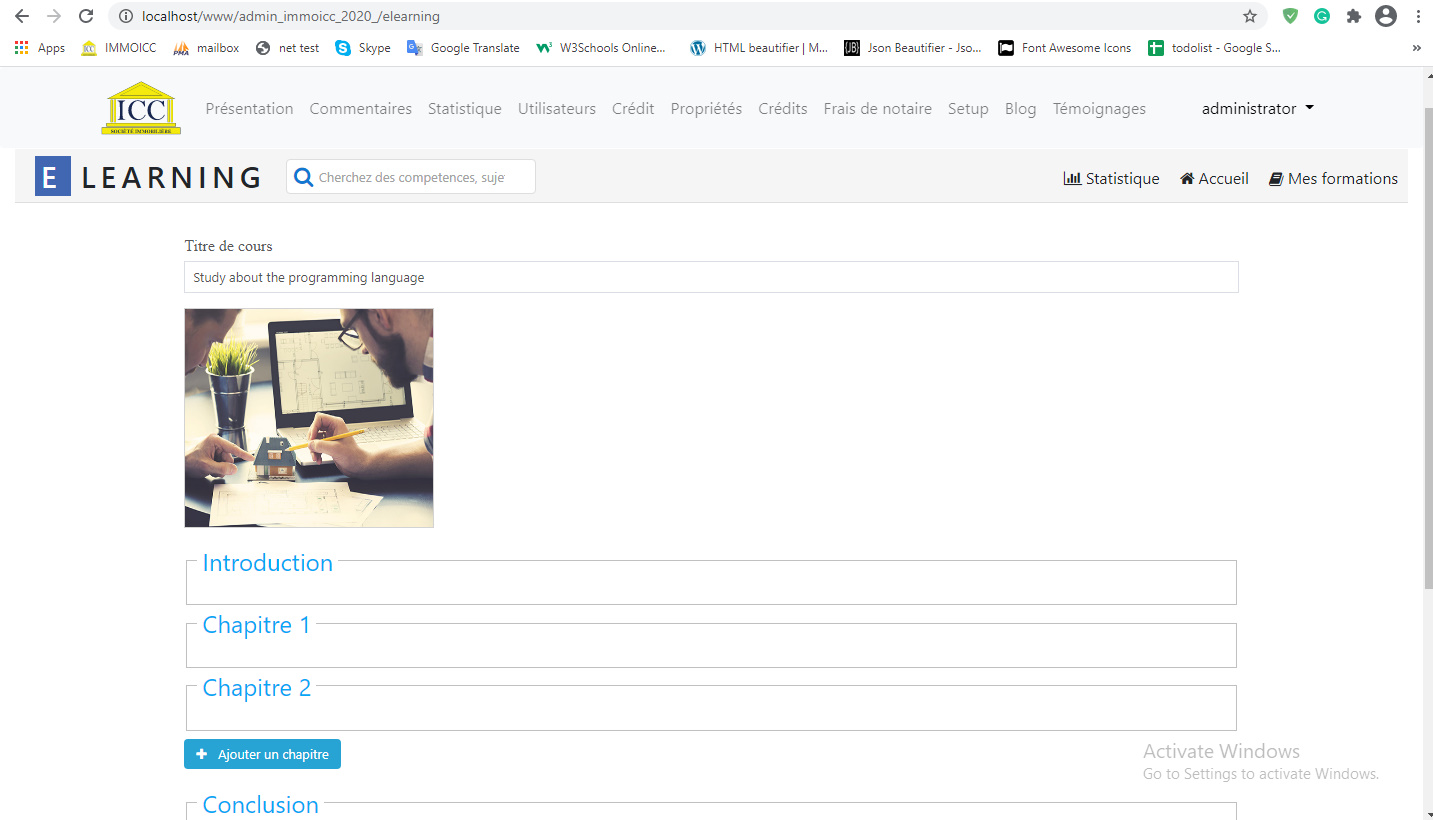 localhost/www/admin_immoicc_2020_/elearning
Apps IMMOICC mailbox net test Skype Google Translate W3Schools Online... HTML beautifier | M... Json Beautifier - Jso... Font Awesome Icons todolist - Google S... »
ICC
SOCIÉTÉ IMMOBILIÈRE
Présentation Commentaires Statistique Utilisateurs Crédit Propriétés Crédits Frais de notaire Setup Blog Témoignages administrator
E LEARNING Cherchez des competences, suje Statistique Accueil Mes formations
Titre de cours
Study about the programming language
Introduction
Chapitre 1
Chapitre 2
+ Ajouter un chapitre
Activate Windows
Go to Settings to activate Windows.
Conclusion